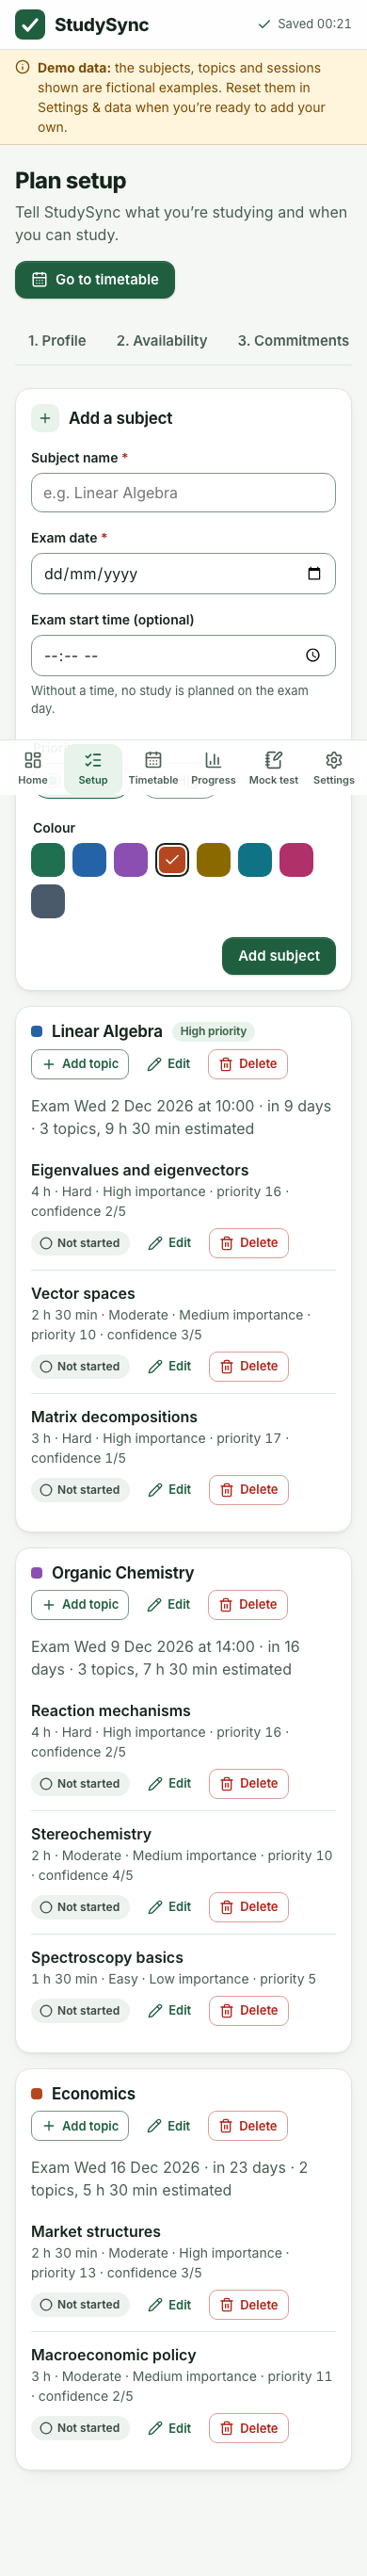 StudySync
Saved 00:21
Demo data: the subjects, topics and sessions
shown are fictional examples. Reset them in
Settings & data when you’re ready to add your
own.
Plan setup
Tell StudySync what you’re studying and when
you can study.
Go to timetable
1. Profile
2. Availability
3. Commitments
Add a subject
Subject name *
e.g. Linear Algebra
Exam date *
dd/mm/yyyy
Exam start time (optional)
--:-- --
Without a time, no study is planned on the exam
day.
Home
Setup
Timetable
Progress
Mock test
Settings
Colour
Add subject
Linear Algebra
High priority
Add topic
Edit
Delete
Exam Wed 2 Dec 2026 at 10:00 · in 9 days
· 3 topics, 9 h 30 min estimated
Eigenvalues and eigenvectors
4 h · Hard · High importance · priority 16 ·
confidence 2/5
Not started
Edit
Delete
Vector spaces
2 h 30 min · Moderate · Medium importance ·
priority 10 · confidence 3/5
Not started
Edit
Delete
Matrix decompositions
3 h · Hard · High importance · priority 17 ·
confidence 1/5
Not started
Edit
Delete
Organic Chemistry
Add topic
Edit
Delete
Exam Wed 9 Dec 2026 at 14:00 · in 16
days · 3 topics, 7 h 30 min estimated
Reaction mechanisms
4 h · Hard · High importance · priority 16 ·
confidence 2/5
Not started
Edit
Delete
Stereochemistry
2 h · Moderate · Medium importance · priority 10
· confidence 4/5
Not started
Edit
Delete
Spectroscopy basics
1 h 30 min · Easy · Low importance · priority 5
Not started
Edit
Delete
Economics
Add topic
Edit
Delete
Exam Wed 16 Dec 2026 · in 23 days · 2
topics, 5 h 30 min estimated
Market structures
2 h 30 min · Moderate · High importance ·
priority 13 · confidence 3/5
Not started
Edit
Delete
Macroeconomic policy
3 h · Moderate · Medium importance · priority 11
· confidence 2/5
Not started
Edit
Delete